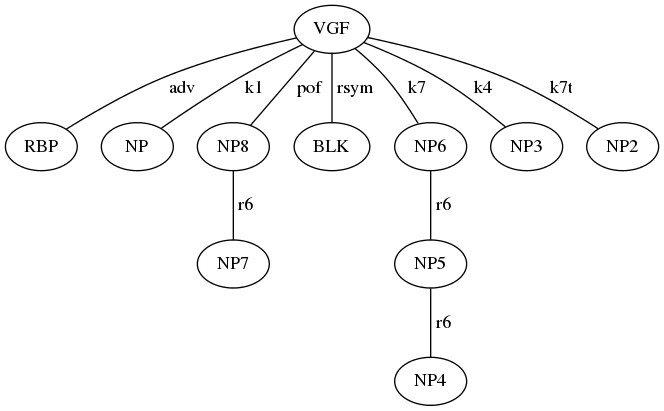 VGF
adv k1 pof rsym k7 k4 k7t
RBP NP NP8 BLK NP6 NP3 NP2
r6 r6
NP7 NP5
r6
NP4